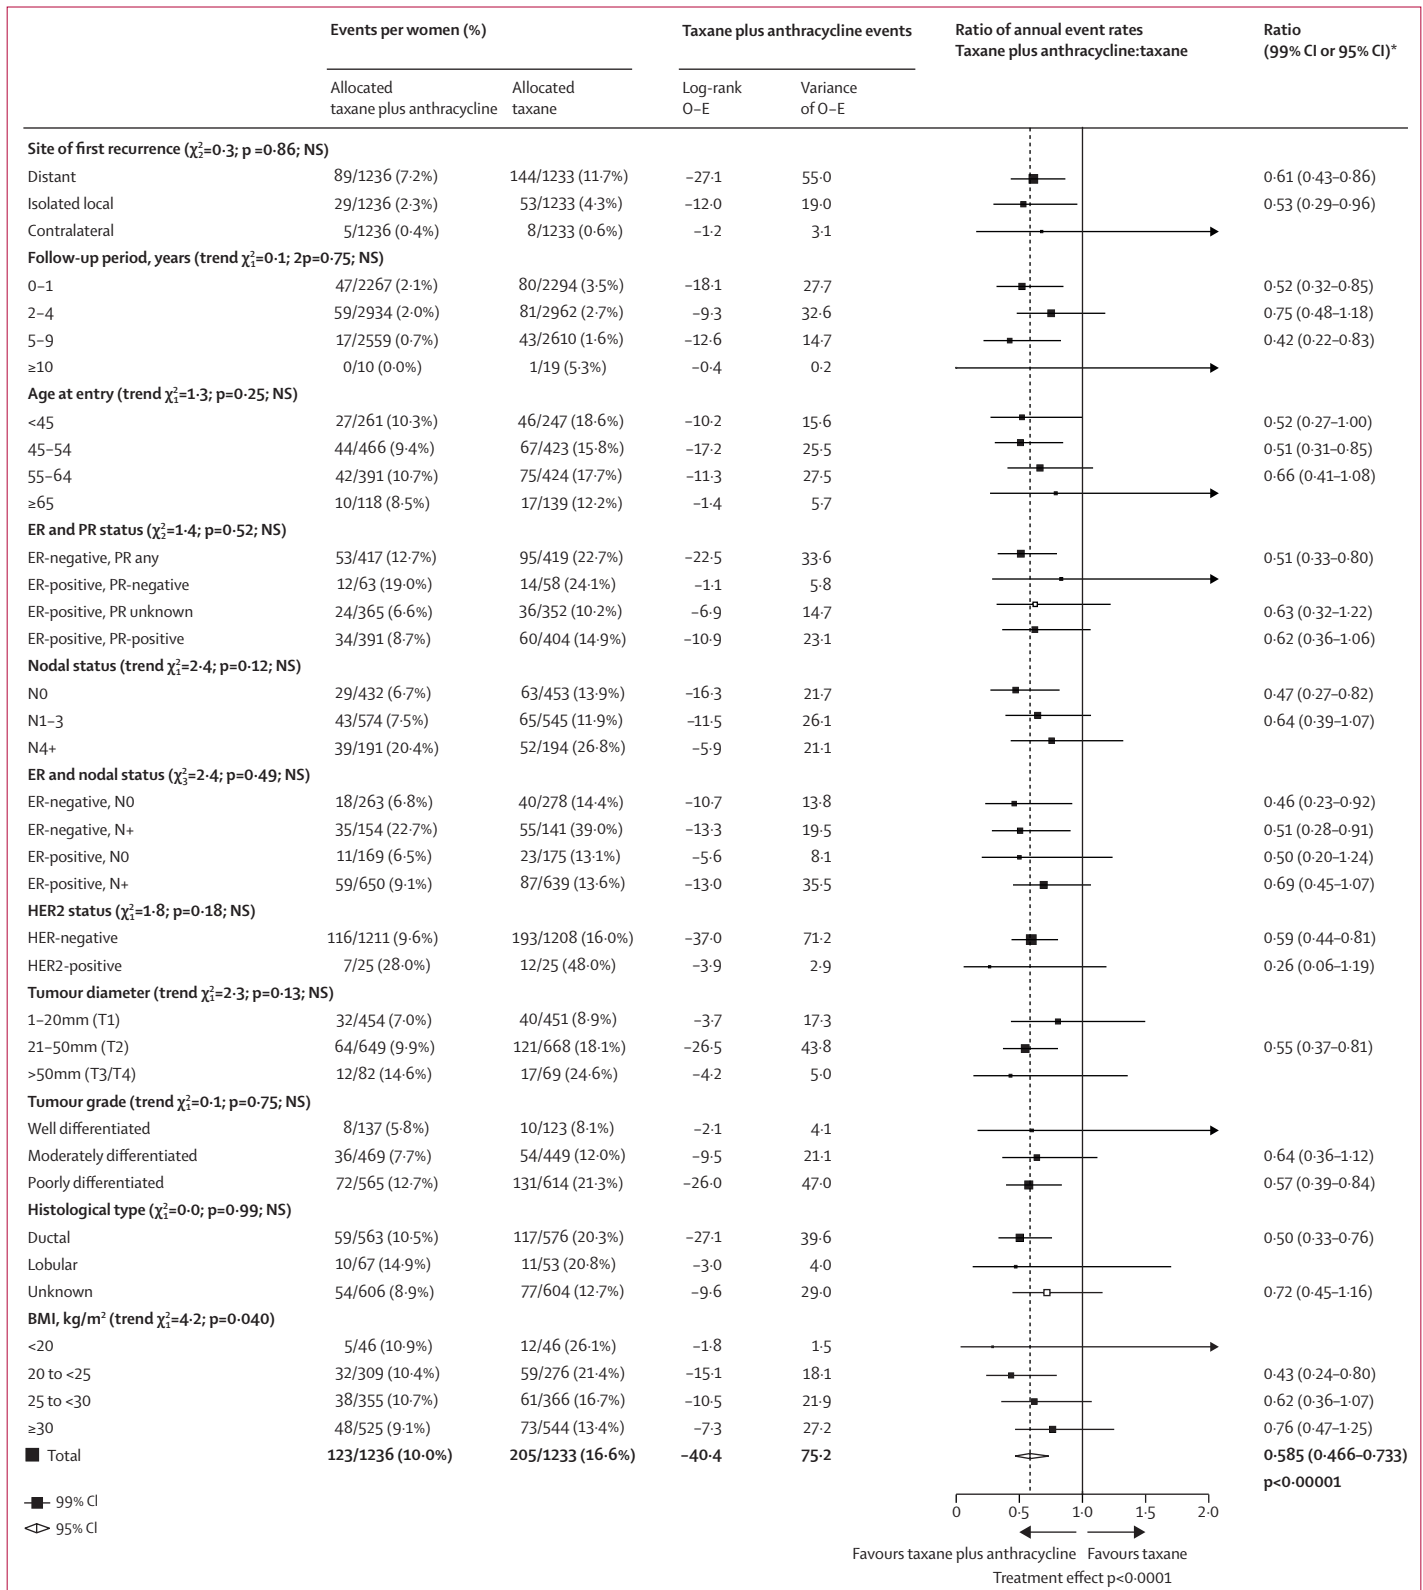 Events per women (%) Taxane plus anthracycline events Ratio of annual event rates Ratio
Taxane plus anthracycline:taxane (99% CI or 95% CI)*
Allocated Allocated Log-rank Variance
taxane plus anthracycline taxane O–E of O–E
Site of first recurrence (χ²₂=0·3; p =0·86; NS)
Distant 89/1236 (7·2%) 144/1233 (11·7%) –27·1 55·0 0·61 (0·43–0·86)
Isolated local 29/1236 (2·3%) 53/1233 (4·3%) –12·0 19·0 0·53 (0·29–0·96)
Contralateral 5/1236 (0·4%) 8/1233 (0·6%) –1·2 3·1
Follow-up period, years (trend χ²₁=0·1; 2p=0·75; NS)
0–1 47/2267 (2·1%) 80/2294 (3·5%) –18·1 27·7 0·52 (0·32–0·85)
2–4 59/2934 (2·0%) 81/2962 (2·7%) –9·3 32·6 0·75 (0·48–1·18)
5–9 17/2559 (0·7%) 43/2610 (1·6%) –12·6 14·7 0·42 (0·22–0·83)
≥10 0/10 (0·0%) 1/19 (5·3%) –0·4 0·2
Age at entry (trend χ²₁=1·3; p=0·25; NS)
<45 27/261 (10·3%) 46/247 (18·6%) –10·2 15·6 0·52 (0·27–1·00)
45–54 44/466 (9·4%) 67/423 (15·8%) –17·2 25·5 0·51 (0·31–0·85)
55–64 42/391 (10·7%) 75/424 (17·7%) –11·3 27·5 0·66 (0·41–1·08)
≥65 10/118 (8·5%) 17/139 (12·2%) –1·4 5·7
ER and PR status (χ²₂=1·4; p=0·52; NS)
ER-negative, PR any 53/417 (12·7%) 95/419 (22·7%) –22·5 33·6 0·51 (0·33–0·80)
ER-positive, PR-negative 12/63 (19·0%) 14/58 (24·1%) –1·1 5·8
ER-positive, PR unknown 24/365 (6·6%) 36/352 (10·2%) –6·9 14·7 0·63 (0·32–1·22)
ER-positive, PR-positive 34/391 (8·7%) 60/404 (14·9%) –10·9 23·1 0·62 (0·36–1·06)
Nodal status (trend χ²₁=2·4; p=0·12; NS)
N0 29/432 (6·7%) 63/453 (13·9%) –16·3 21·7 0·47 (0·27–0·82)
N1–3 43/574 (7·5%) 65/545 (11·9%) –11·5 26·1 0·64 (0·39–1·07)
N4+ 39/191 (20·4%) 52/194 (26·8%) –5·9 21·1
ER and nodal status (χ²₃=2·4; p=0·49; NS)
ER-negative, N0 18/263 (6·8%) 40/278 (14·4%) –10·7 13·8 0·46 (0·23–0·92)
ER-negative, N+ 35/154 (22·7%) 55/141 (39·0%) –13·3 19·5 0·51 (0·28–0·91)
ER-positive, N0 11/169 (6·5%) 23/175 (13·1%) –5·6 8·1 0·50 (0·20–1·24)
ER-positive, N+ 59/650 (9·1%) 87/639 (13·6%) –13·0 35·5 0·69 (0·45–1·07)
HER2 status (χ²₁=1·8; p=0·18; NS)
HER-negative 116/1211 (9·6%) 193/1208 (16·0%) –37·0 71·2 0·59 (0·44–0·81)
HER2-positive 7/25 (28·0%) 12/25 (48·0%) –3·9 2·9 0·26 (0·06–1·19)
Tumour diameter (trend χ²₁=2·3; p=0·13; NS)
1–20mm (T1) 32/454 (7·0%) 40/451 (8·9%) –3·7 17·3
21–50mm (T2) 64/649 (9·9%) 121/668 (18·1%) –26·5 43·8 0·55 (0·37–0·81)
>50mm (T3/T4) 12/82 (14·6%) 17/69 (24·6%) –4·2 5·0
Tumour grade (trend χ²₁=0·1; p=0·75; NS)
Well differentiated 8/137 (5·8%) 10/123 (8·1%) –2·1 4·1
Moderately differentiated 36/469 (7·7%) 54/449 (12·0%) –9·5 21·1 0·64 (0·36–1·12)
Poorly differentiated 72/565 (12·7%) 131/614 (21·3%) –26·0 47·0 0·57 (0·39–0·84)
Histological type (χ²₁=0·0; p=0·99; NS)
Ductal 59/563 (10·5%) 117/576 (20·3%) –27·1 39·6 0·50 (0·33–0·76)
Lobular 10/67 (14·9%) 11/53 (20·8%) –3·0 4·0
Unknown 54/606 (8·9%) 77/604 (12·7%) –9·6 29·0 0·72 (0·45–1·16)
BMI, kg/m² (trend χ²₁=4·2; p=0·040)
<20 5/46 (10·9%) 12/46 (26·1%) –1·8 1·5
20 to <25 32/309 (10·4%) 59/276 (21·4%) –15·1 18·1 0·43 (0·24–0·80)
25 to <30 38/355 (10·7%) 61/366 (16·7%) –10·5 21·9 0·62 (0·36–1·07)
≥30 48/525 (9·1%) 73/544 (13·4%) –7·3 27·2 0·76 (0·47–1·25)
Total 123/1236 (10·0%) 205/1233 (16·6%) –40·4 75·2 0·585 (0·466–0·733)
p<0·00001
99% CI
95% CI
0 0·5 1·0 1·5 2·0
Favours taxane plus anthracycline Favours taxane
Treatment effect p<0·0001